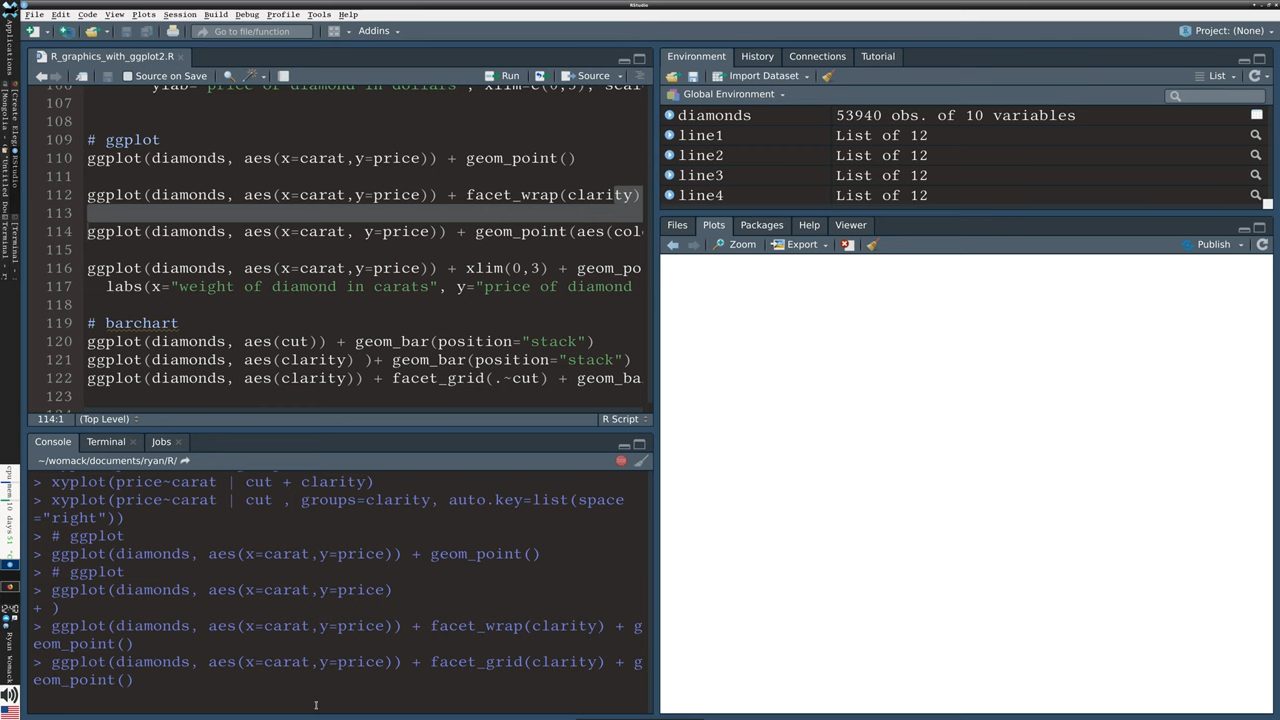 RStudio
File Edit Code View Plots Session Build Debug Profile Tools Help
Go to file/function Addins Project: (None)
R_graphics_with_ggplot2.R
Source on Save Run Source
106 ylab="price of diamond in dollars", xlim=c(0,3), scal
107
108
109 # ggplot
110 ggplot(diamonds, aes(x=carat,y=price)) + geom_point()
111
112 ggplot(diamonds, aes(x=carat,y=price)) + facet_wrap(clarity)
113
114 ggplot(diamonds, aes(x=carat, y=price)) + geom_point(aes(colo
115
116 ggplot(diamonds, aes(x=carat,y=price)) + xlim(0,3) + geom_po
117 labs(x="weight of diamond in carats", y="price of diamond
118
119 # barchart
120 ggplot(diamonds, aes(cut)) + geom_bar(position="stack")
121 ggplot(diamonds, aes(clarity) )+ geom_bar(position="stack")
122 ggplot(diamonds, aes(clarity)) + facet_grid(.~cut) + geom_ba
123
114:1 (Top Level) R Script
Console Terminal Jobs
~/womack/documents/ryan/R/
> xyplot(price~carat | cut + clarity)
> xyplot(price~carat | cut , groups=clarity, auto.key=list(space
="right"))
> # ggplot
> ggplot(diamonds, aes(x=carat,y=price)) + geom_point()
> # ggplot
> ggplot(diamonds, aes(x=carat,y=price)
+ )
> ggplot(diamonds, aes(x=carat,y=price)) + facet_wrap(clarity) + g
eom_point()
> ggplot(diamonds, aes(x=carat,y=price)) + facet_grid(clarity) + g
eom_point()
Environment History Connections Tutorial
Import Dataset List
Global Environment
diamonds 53940 obs. of 10 variables
line1 List of 12
line2 List of 12
line3 List of 12
line4 List of 12
Files Plots Packages Help Viewer
Zoom Export Publish
Applications
RStudio
12:40
Ryan Womack